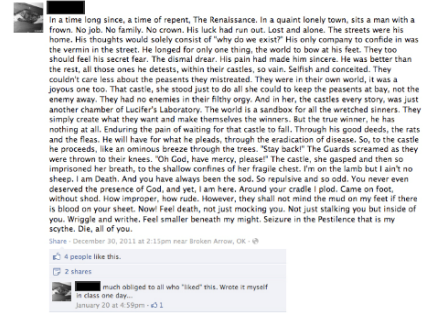 In a time long since, a time of repent, The Renaissance. In a quaint lonely town, sits a man with a
frown. No job. No family. No crown. His luck had run out. Lost and alone. The streets were his
home. His thoughts would solely consist of "why do we exist?" His only company to confide in was
the vermin in the street. He longed for only one thing, the world to bow at his feet. They too
should feel his secret fear. The dismal drear. His pain had made him sincere. He was better than
the rest, all those ones he detests, within their castles, so vain. Selfish and conceited. They
couldn't care less about the peasants they mistreated. They were in their own world, it was a
joyous one too. That castle, she stood just to do all she could to keep the peasants at bay, not the
enemy away. They had no enemies in their filthy orgy. And in her, the castles every story, was just
another chamber of Lucifer's Laboratory. The world is a sandbox for all the wretched sinners. They
simply create what they want and make themselves the winners. But the true winner, he has
nothing at all. Enduring the pain of waiting for that castle to fall. Through his good deeds, the rats
and the fleas. He will have for what he pleads, through the eradication of disease. So, to the castle
he proceeds, like an ominous breeze through the trees. "Stay back!" The Guards screamed as they
were thrown to their knees. "Oh God, have mercy, please!" The castle, she gasped and then so
imprisoned her breath, to the shallow confines of her fragile chest. I'm on the lamb but I ain't no
sheep. I am Death. And you have always been the sod. So repulsive and so odd. You never even
deserved the presence of God, and yet, I am here. Around your cradle I plod. Came on foot,
without shod. How improper, how rude. However, they shall not mind the mud on my feet if there
is blood on your sheet. Now! Feel death, not just mocking you. Not just stalking you but inside of
you. Wriggle and writhe. Feel smaller beneath my might. Seizure in the Pestilence that is my
scythe. Die, all of you.
Share · December 30, 2011 at 2:15pm near Broken Arrow, OK ·
4 people like this.
2 shares
much obliged to all who "liked" this. Wrote it myself
in class one day...
January 20 at 4:59pm · 1